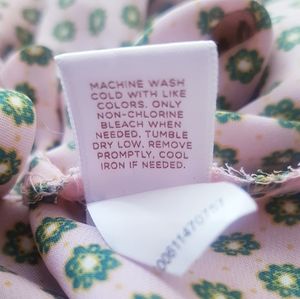 MACHINE WASH
COLD WITH LIKE
COLORS. ONLY
NON-CHLORINE
BLEACH WHEN
NEEDED. TUMBLE
DRY LOW. REMOVE
PROMPTLY, COOL
IRON IF NEEDED.